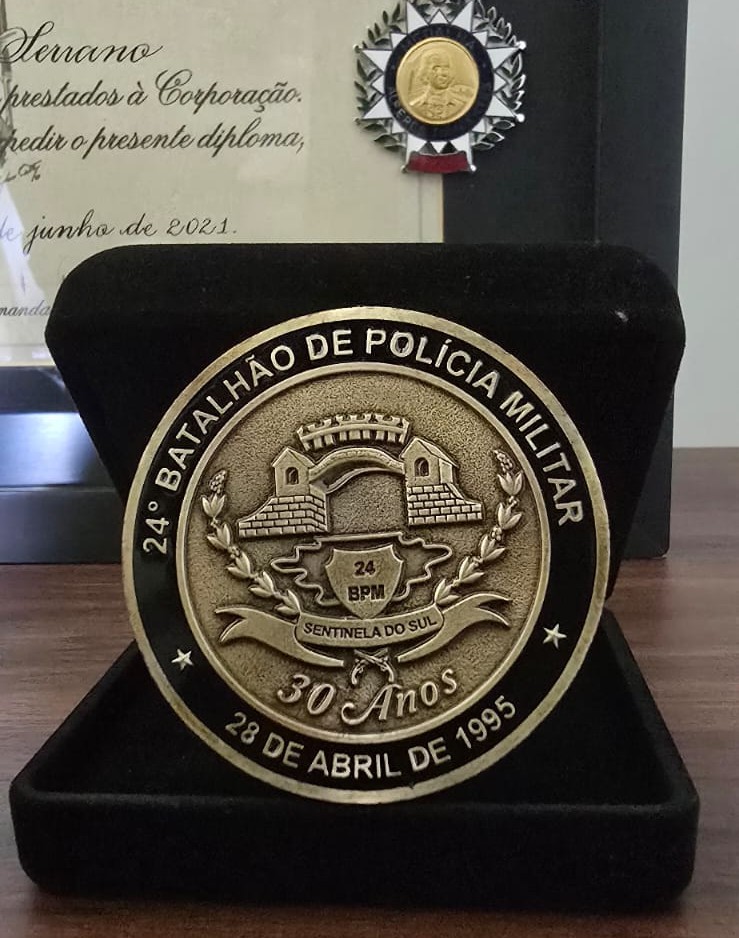 Serrano
prestados à Corporação.
pedir o presente diploma,
de junho de 2021.
24° BATALHÃO DE POLÍCIA MILITAR
24
BPM
SENTINELA DO SUL
30 Anos
28 DE ABRIL DE 1995